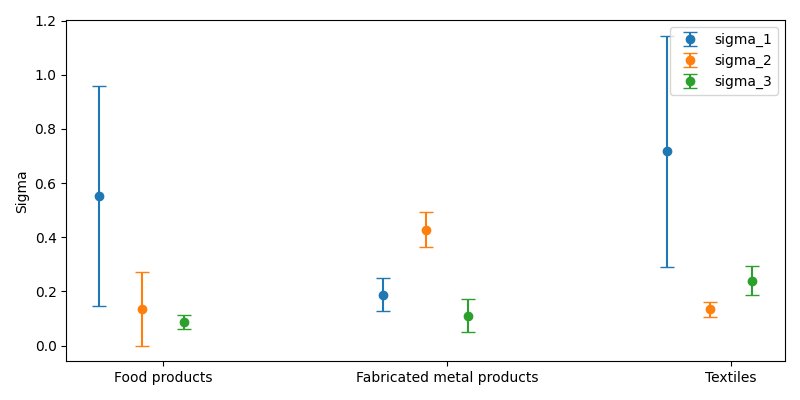 1.2
1.0
0.8
0.6
0.4
0.2
0.0
Sigma
sigma_1
sigma_2
sigma_3
Food products
Fabricated metal products
Textiles